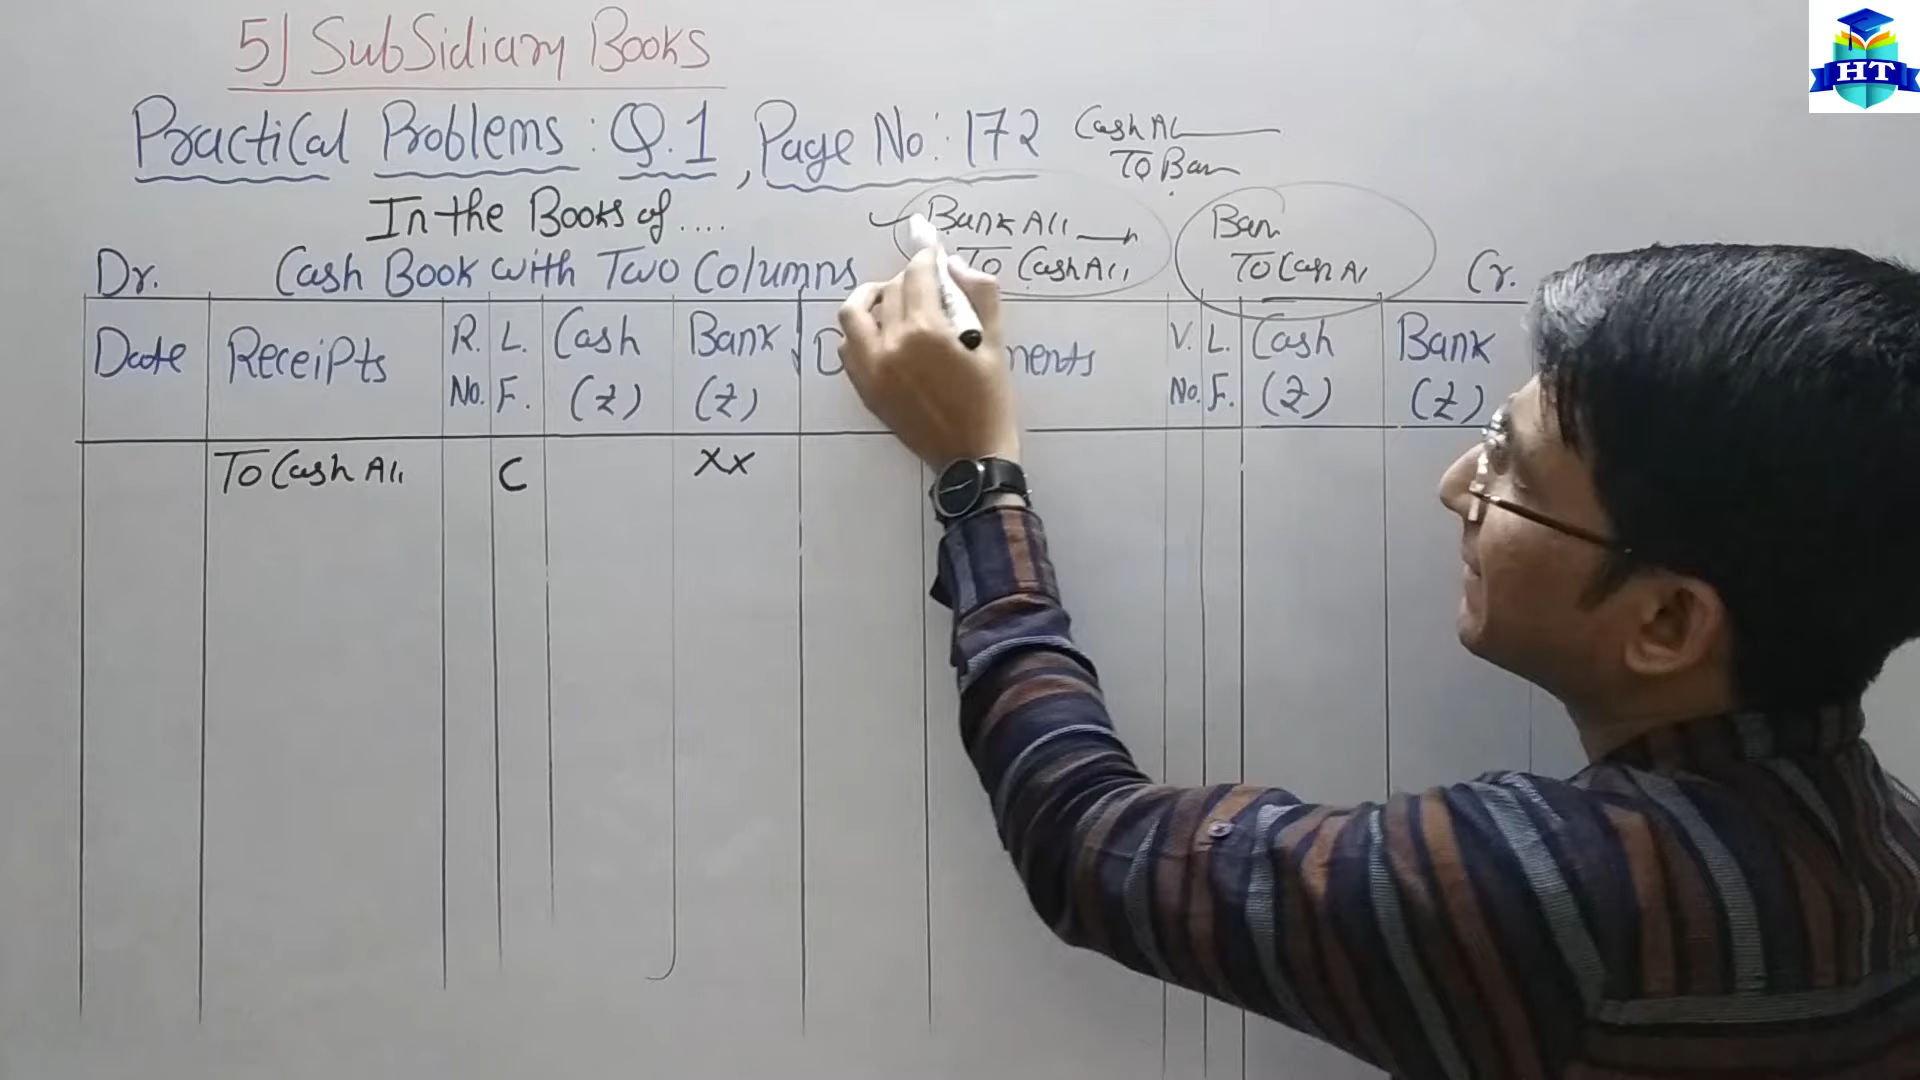 5] Subsidiary Books
Practical Problems: Q.1, Page No: 172
Cash A/c
To Ban
In the Books of ....
Bank A/c
To Cash A/c
Ban
To Cash A/
Dr. Cash Book with Two Columns Cr.
Date Receipts R. No. L. F. Cash (₹) Bank (₹) D ments V. No. L. F. Cash (₹) Bank (₹)
To Cash A/c C xx
HT